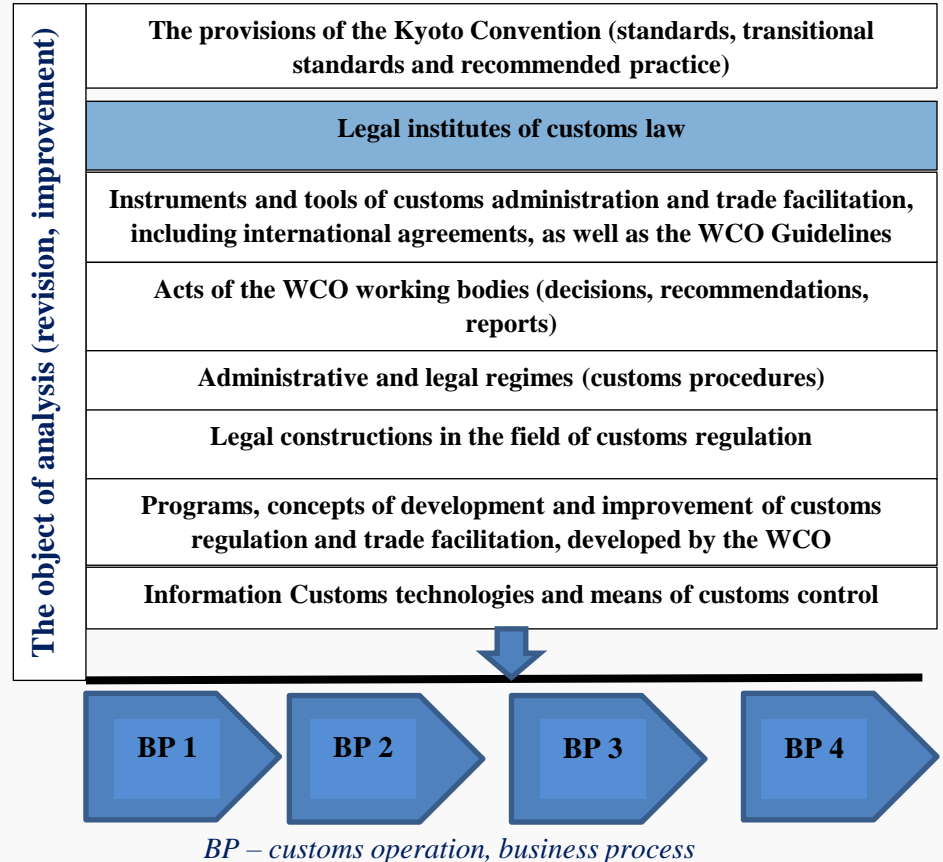 The object of analysis (revision, improvement)
The provisions of the Kyoto Convention (standards, transitional
standards and recommended practice)
Legal institutes of customs law
Instruments and tools of customs administration and trade facilitation,
including international agreements, as well as the WCO Guidelines
Acts of the WCO working bodies (decisions, recommendations,
reports)
Administrative and legal regimes (customs procedures)
Legal constructions in the field of customs regulation
Programs, concepts of development and improvement of customs
regulation and trade facilitation, developed by the WCO
Information Customs technologies and means of customs control
BP 1
BP 2
BP 3
BP 4
BP – customs operation, business process